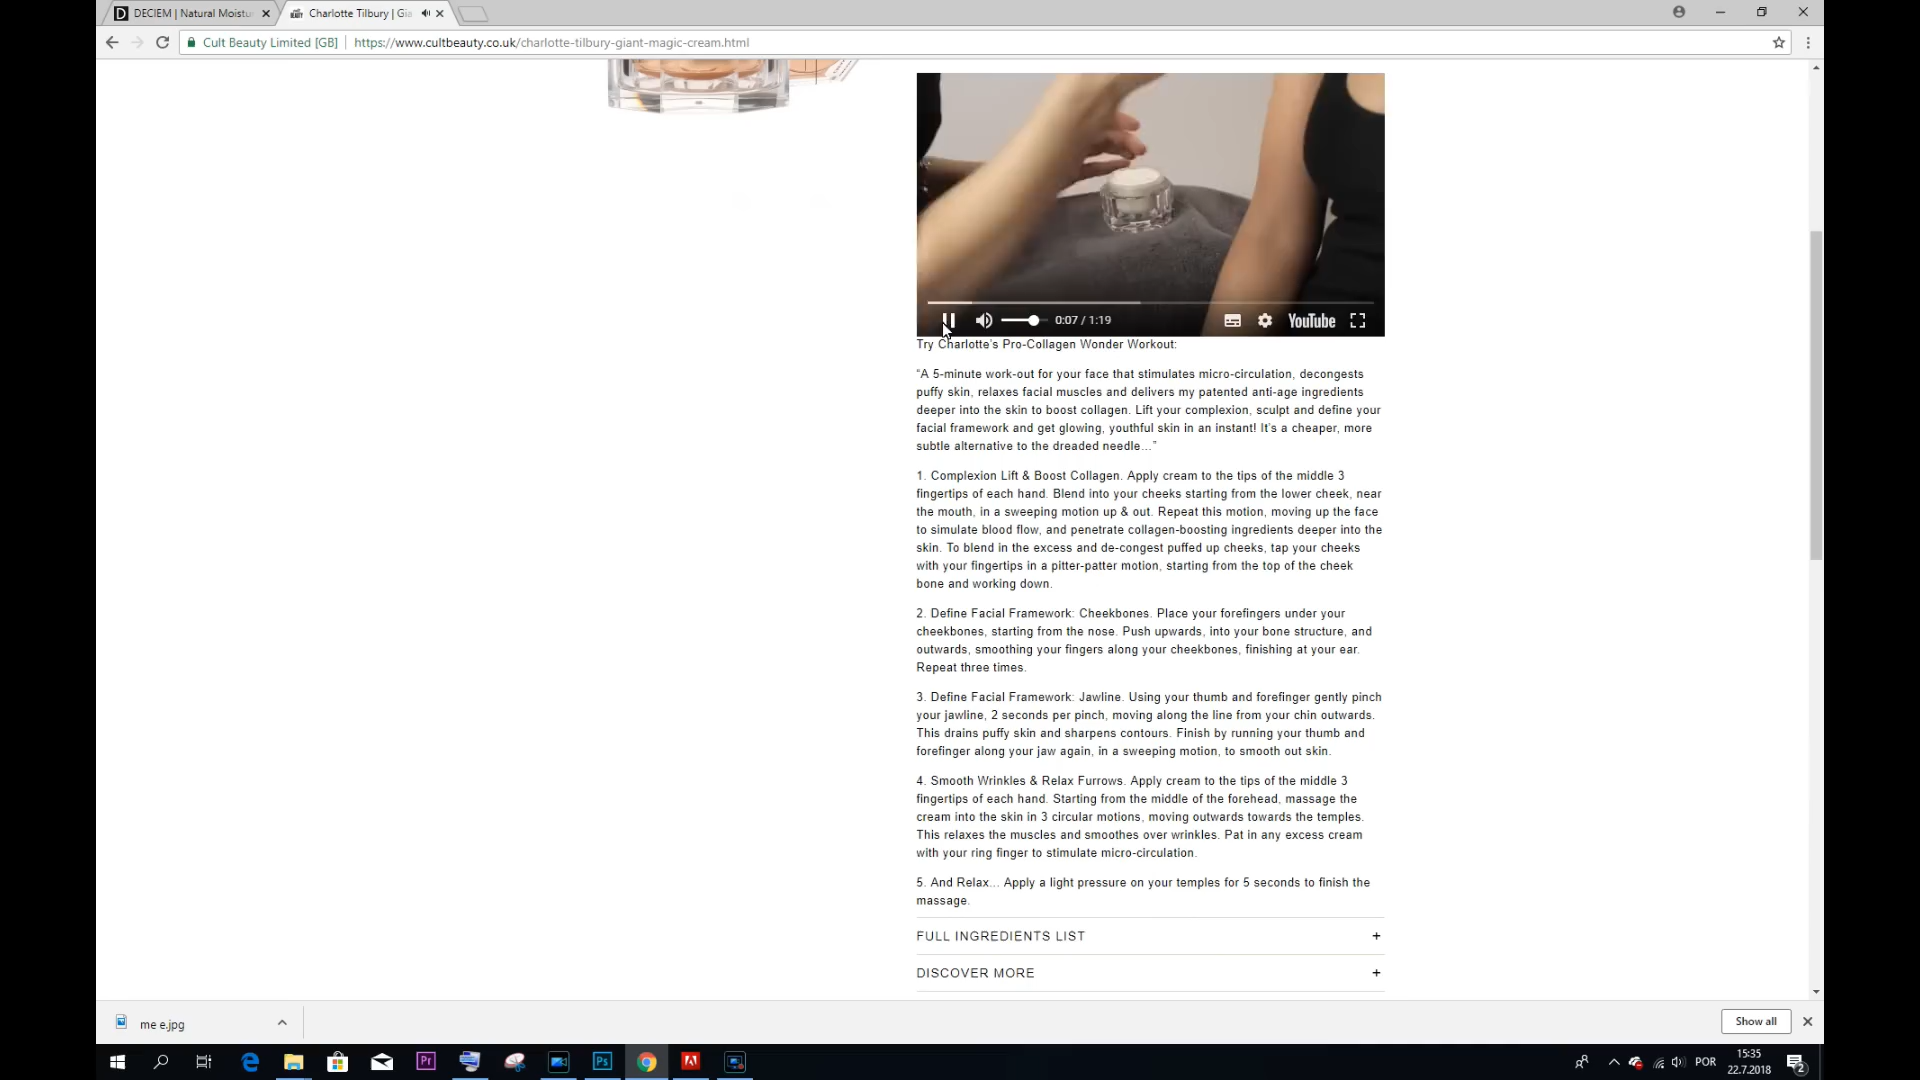 DECIEM | Natural Moistu
Charlotte Tilbury | Gia
Cult Beauty Limited [GB]
https://www.cultbeauty.co.uk/charlotte-tilbury-giant-magic-cream.html
0:07 / 1:19
YouTube
Try Charlotte's Pro-Collagen Wonder Workout:
“A 5-minute work-out for your face that stimulates micro-circulation, decongests
puffy skin, relaxes facial muscles and delivers my patented anti-age ingredients
deeper into the skin to boost collagen. Lift your complexion, sculpt and define your
facial framework and get glowing, youthful skin in an instant! It’s a cheaper, more
subtle alternative to the dreaded needle…”
1. Complexion Lift & Boost Collagen. Apply cream to the tips of the middle 3
fingertips of each hand. Blend into your cheeks starting from the lower cheek, near
the mouth, in a sweeping motion up & out. Repeat this motion, moving up the face
to simulate blood flow, and penetrate collagen-boosting ingredients deeper into the
skin. To blend in the excess and de-congest puffed up cheeks, tap your cheeks
with your fingertips in a pitter-patter motion, starting from the top of the cheek
bone and working down.
2. Define Facial Framework: Cheekbones. Place your forefingers under your
cheekbones, starting from the nose. Push upwards, into your bone structure, and
outwards, smoothing your fingers along your cheekbones, finishing at your ear.
Repeat three times.
3. Define Facial Framework: Jawline. Using your thumb and forefinger gently pinch
your jawline, 2 seconds per pinch, moving along the line from your chin outwards.
This drains puffy skin and sharpens contours. Finish by running your thumb and
forefinger along your jaw again, in a sweeping motion, to smooth out skin.
4. Smooth Wrinkles & Relax Furrows. Apply cream to the tips of the middle 3
fingertips of each hand. Starting from the middle of the forehead, massage the
cream into the skin in 3 circular motions, moving outwards towards the temples.
This relaxes the muscles and smoothes over wrinkles. Pat in any excess cream
with your ring finger to stimulate micro-circulation.
5. And Relax... Apply a light pressure on your temples for 5 seconds to finish the
massage.
FULL INGREDIENTS LIST +
DISCOVER MORE +
me e.jpg
Show all
Pr
Ps
POR
15:35
22.7.2018
2